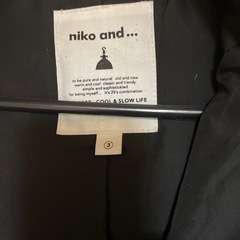 niko and ...
to be pure and natural old and new
warm and cool classic and trendy
simple and sophisticated
for being myself... it's 25's combination
COOL & SLOW LIFE
3